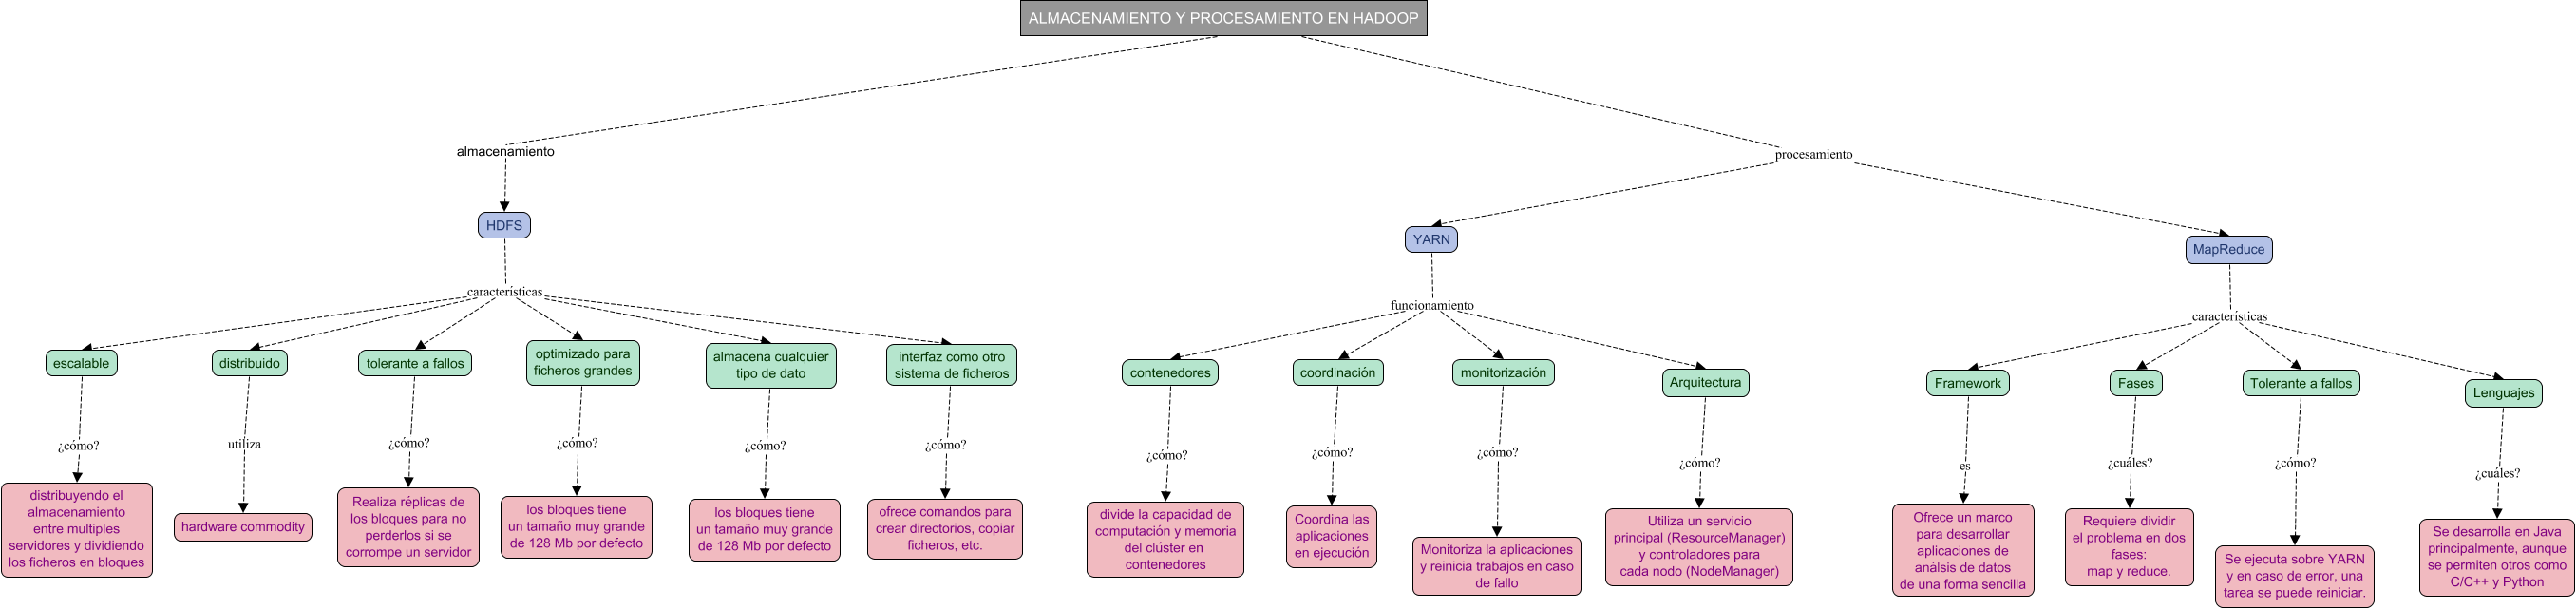 ALMACENAMIENTO Y PROCESAMIENTO EN HADOOP
almacenamiento
procesamiento
HDFS
YARN
MapReduce
características
funcionamiento
características
escalable
distribuido
tolerante a fallos
optimizado para
ficheros grandes
almacena cualquier
tipo de dato
interfaz como otro
sistema de ficheros
contenedores
coordinación
monitorización
Arquitectura
Framework
Fases
Tolerante a fallos
Lenguajes
¿cómo?
utiliza
¿cómo?
¿cómo?
¿cómo?
¿cómo?
¿cómo?
¿cómo?
¿cómo?
¿cómo?
es
¿cuáles?
¿cómo?
¿cuáles?
distribuyendo el
almacenamiento
entre multiples
servidores y dividiendo
los ficheros en bloques
hardware commodity
Realiza réplicas de
los bloques para no
perderlos si se
corrompe un servidor
los bloques tiene
un tamaño muy grande
de 128 Mb por defecto
los bloques tiene
un tamaño muy grande
de 128 Mb por defecto
ofrece comandos para
crear directorios, copiar
ficheros, etc.
divide la capacidad de
computación y memoria
del clúster en
contenedores
Coordina las
aplicaciones
en ejecución
Monitoriza la aplicaciones
y reinicia trabajos en caso
de fallo
Utiliza un servicio
principal (ResourceManager)
y controladores para
cada nodo (NodeManager)
Ofrece un marco
para desarrollar
aplicaciones de
análsis de datos
de una forma sencilla
Requiere dividir
el problema en dos
fases:
map y reduce.
Se ejecuta sobre YARN
y en caso de error, una
tarea se puede reiniciar.
Se desarrolla en Java
principalmente, aunque
se permiten otros como
C/C++ y Python